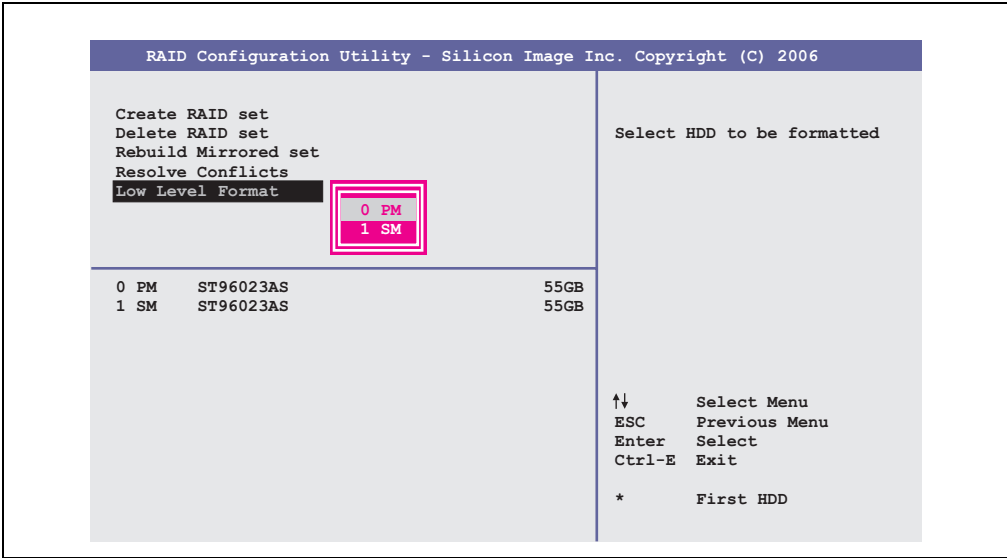 RAID Configuration Utility - Silicon Image Inc. Copyright (C) 2006
Create RAID set
Delete RAID set
Rebuild Mirrored set
Resolve Conflicts
Low Level Format
0 PM
1 SM
Select HDD to be formatted
0 PM ST96023AS 55GB
1 SM ST96023AS 55GB
↑↓ Select Menu
ESC Previous Menu
Enter Select
Ctrl-E Exit
* First HDD